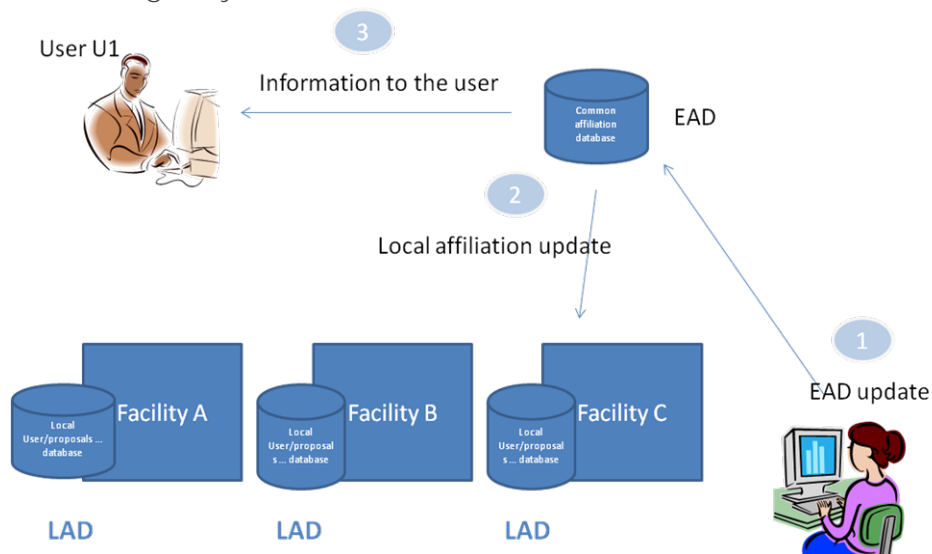 3
User U1
Information to the user
Common
affiliation
database
EAD
2
Local affiliation update
1
EAD update
Facility A
Local
User/proposals ...
database
Facility B
Local
User/proposal
s ... database
Facility C
Local
User/proposal
s ... database
LAD
LAD
LAD